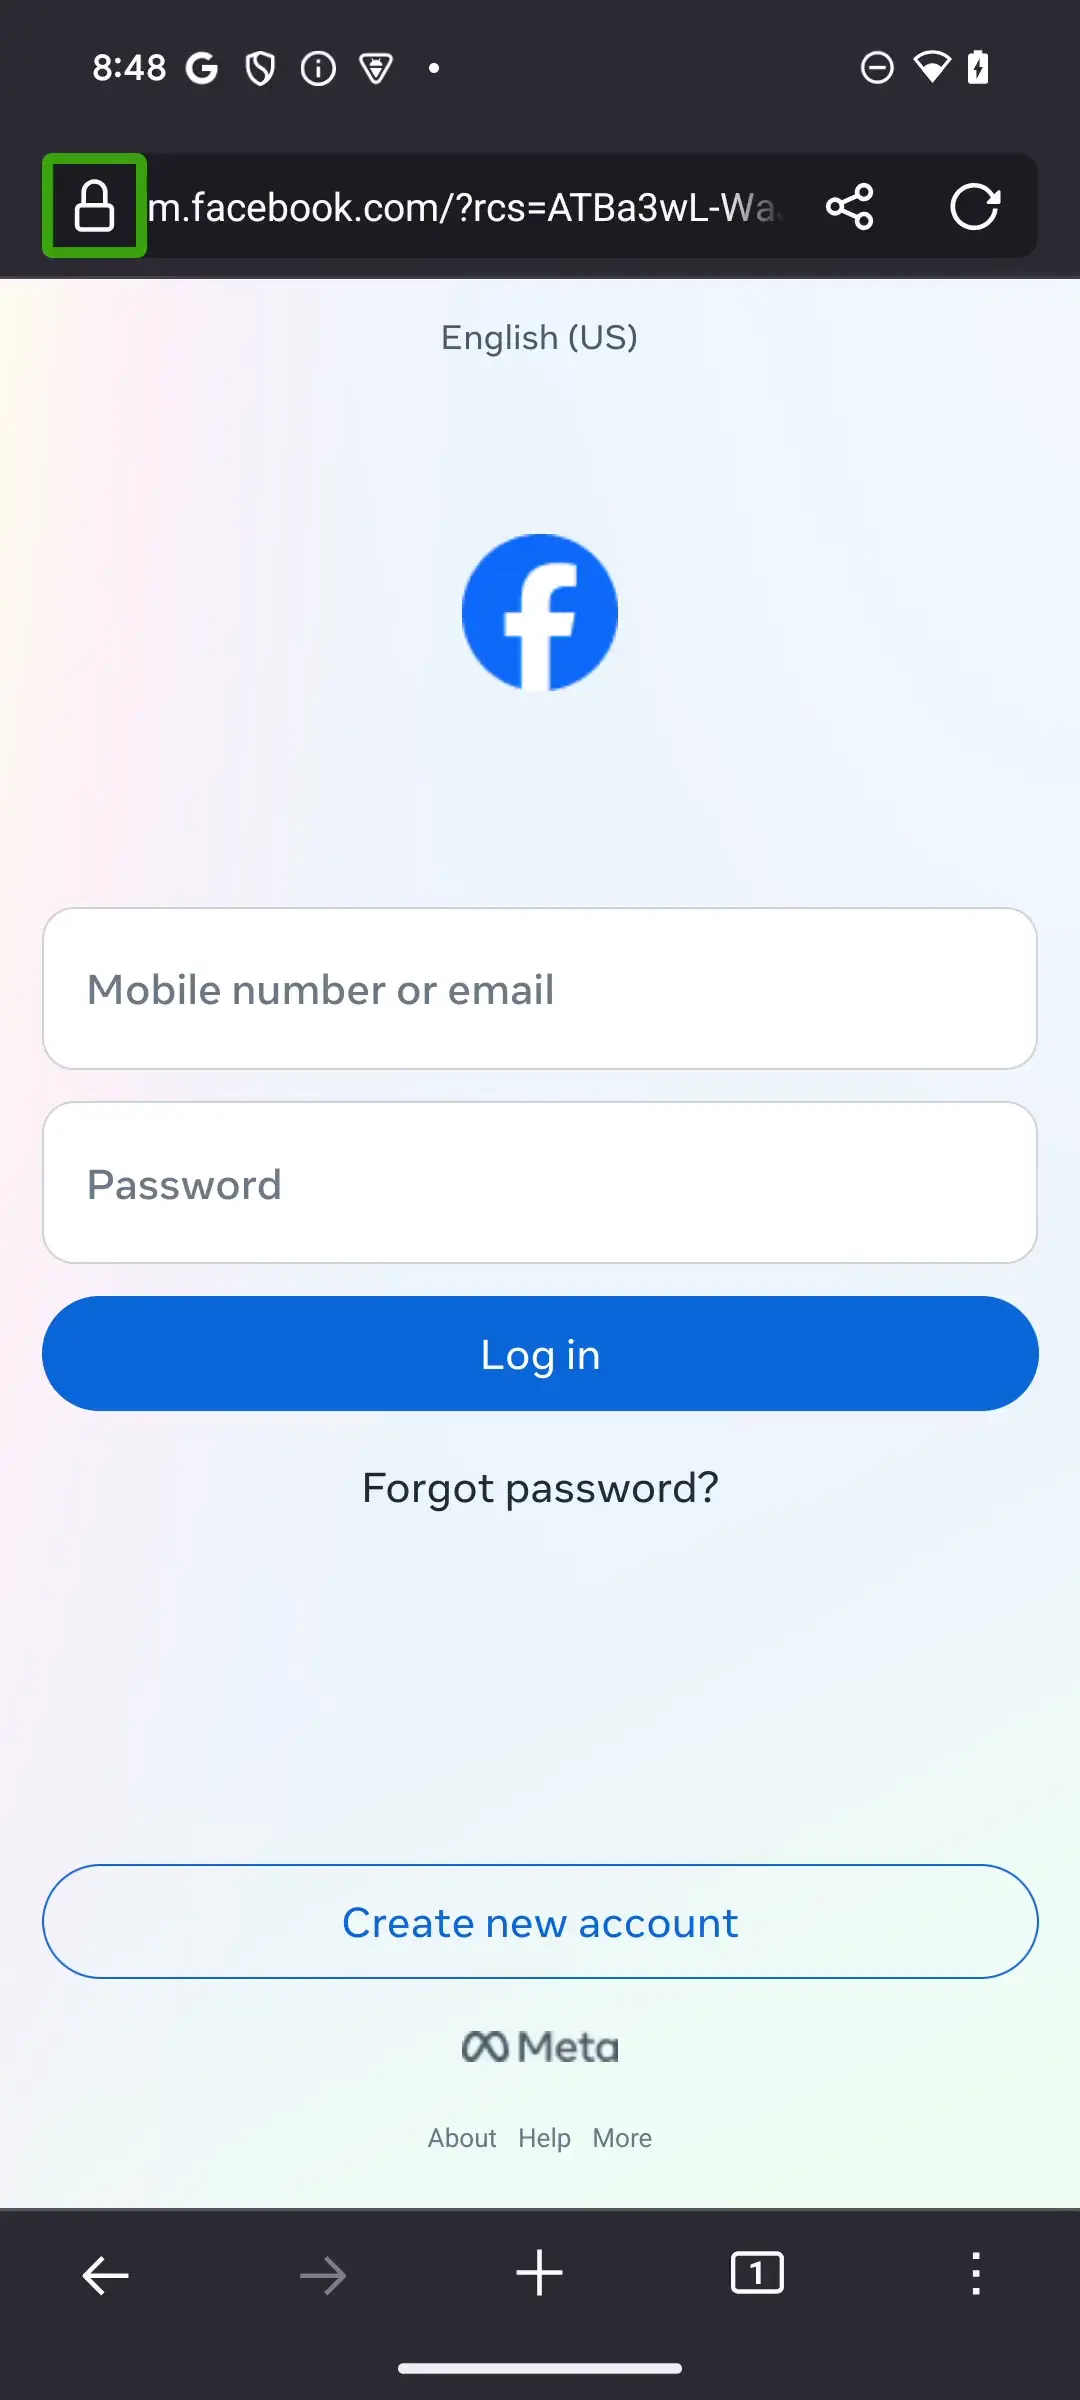 8:48
m.facebook.com/?rcs=ATBa3wL-Wa
English (US)
Mobile number or email
Password
Log in
Forgot password?
Create new account
Meta
About Help More
1